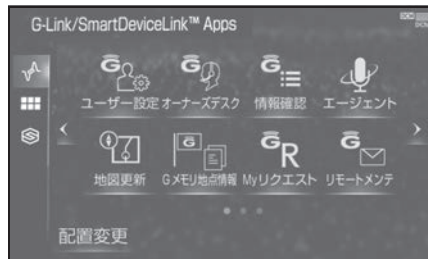 G-Link/SmartDeviceLink™ Apps
DCM
ユーザー設定 オーナーズデスク 情報確認 エージェント
地図更新 Gメモリ地点情報 Myリクエスト リモートメンテ
配置変更